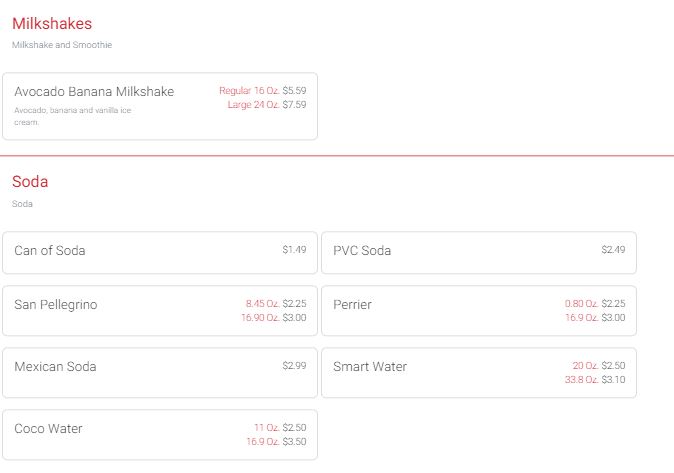 Milkshakes
Milkshake and Smoothie
Avocado Banana Milkshake
Regular 16 Oz. $5.59
Large 24 Oz. $7.59
Avocado, banana and vanilla ice
cream.
Soda
Soda
Can of Soda $1.49
PVC Soda $2.49
San Pellegrino
8.45 Oz. $2.25
16.90 Oz. $3.00
Perrier
0.80 Oz. $2.25
16.9 Oz. $3.00
Mexican Soda $2.99
Smart Water
20 Oz. $2.50
33.8 Oz. $3.10
Coco Water
11 Oz. $2.50
16.9 Oz. $3.50